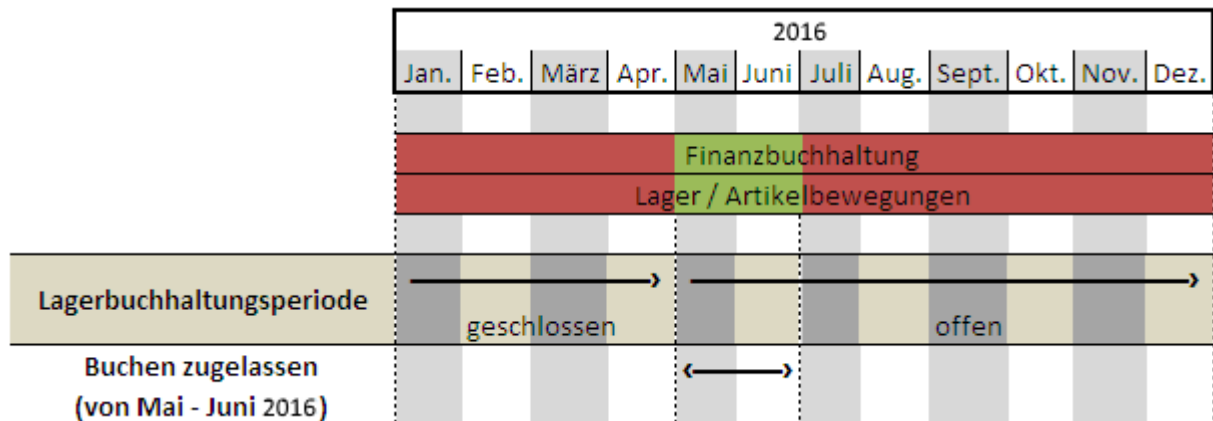 2016
Jan. Feb. März Apr. Mai Juni Juli Aug. Sept. Okt. Nov. Dez.
Finanzbuchhaltung
Lager / Artikelbewegungen
Lagerbuchhaltungsperiode
geschlossen offen
Buchen zugelassen
(von Mai - Juni 2016)